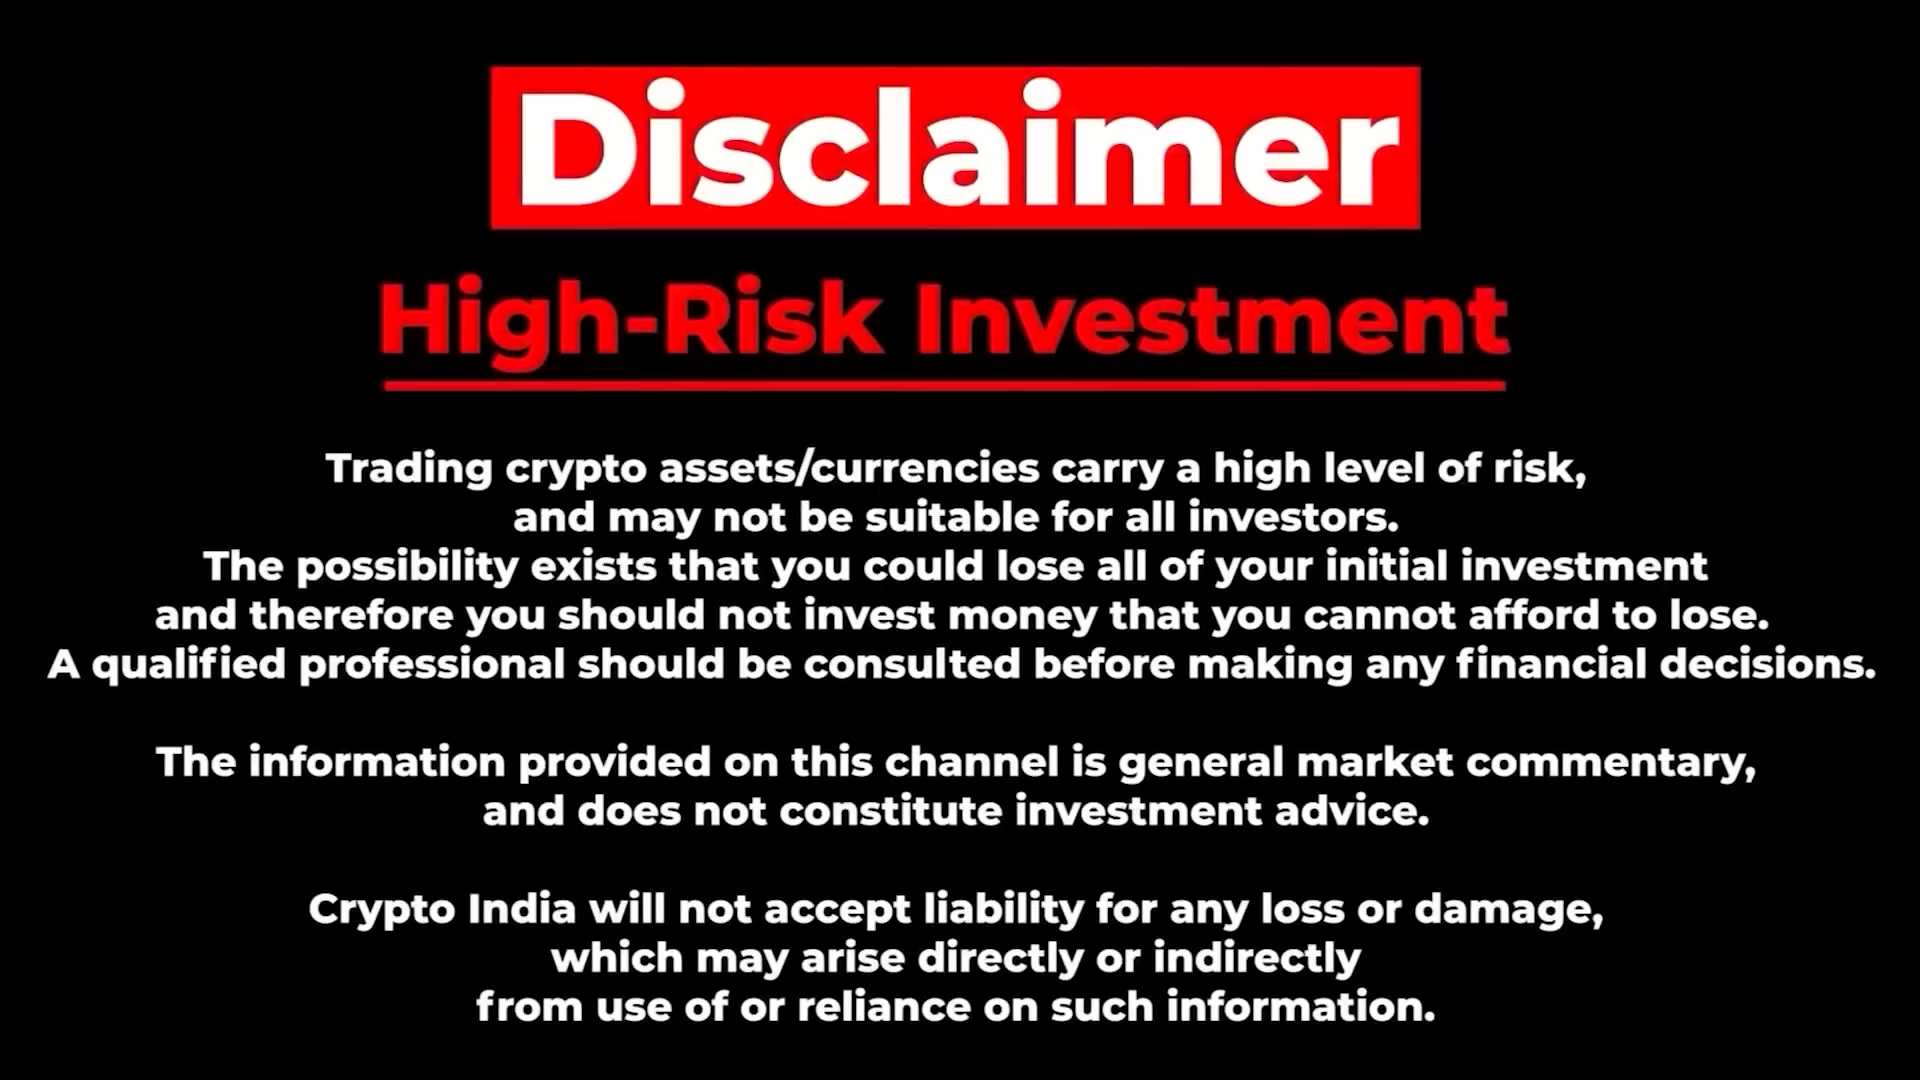 Disclaimer
High-Risk Investment
Trading crypto assets/currencies carry a high level of risk,
and may not be suitable for all investors.
The possibility exists that you could lose all of your initial investment
and therefore you should not invest money that you cannot afford to lose.
A qualified professional should be consulted before making any financial decisions.
The information provided on this channel is general market commentary,
and does not constitute investment advice.
Crypto India will not accept liability for any loss or damage,
which may arise directly or indirectly
from use of or reliance on such information.